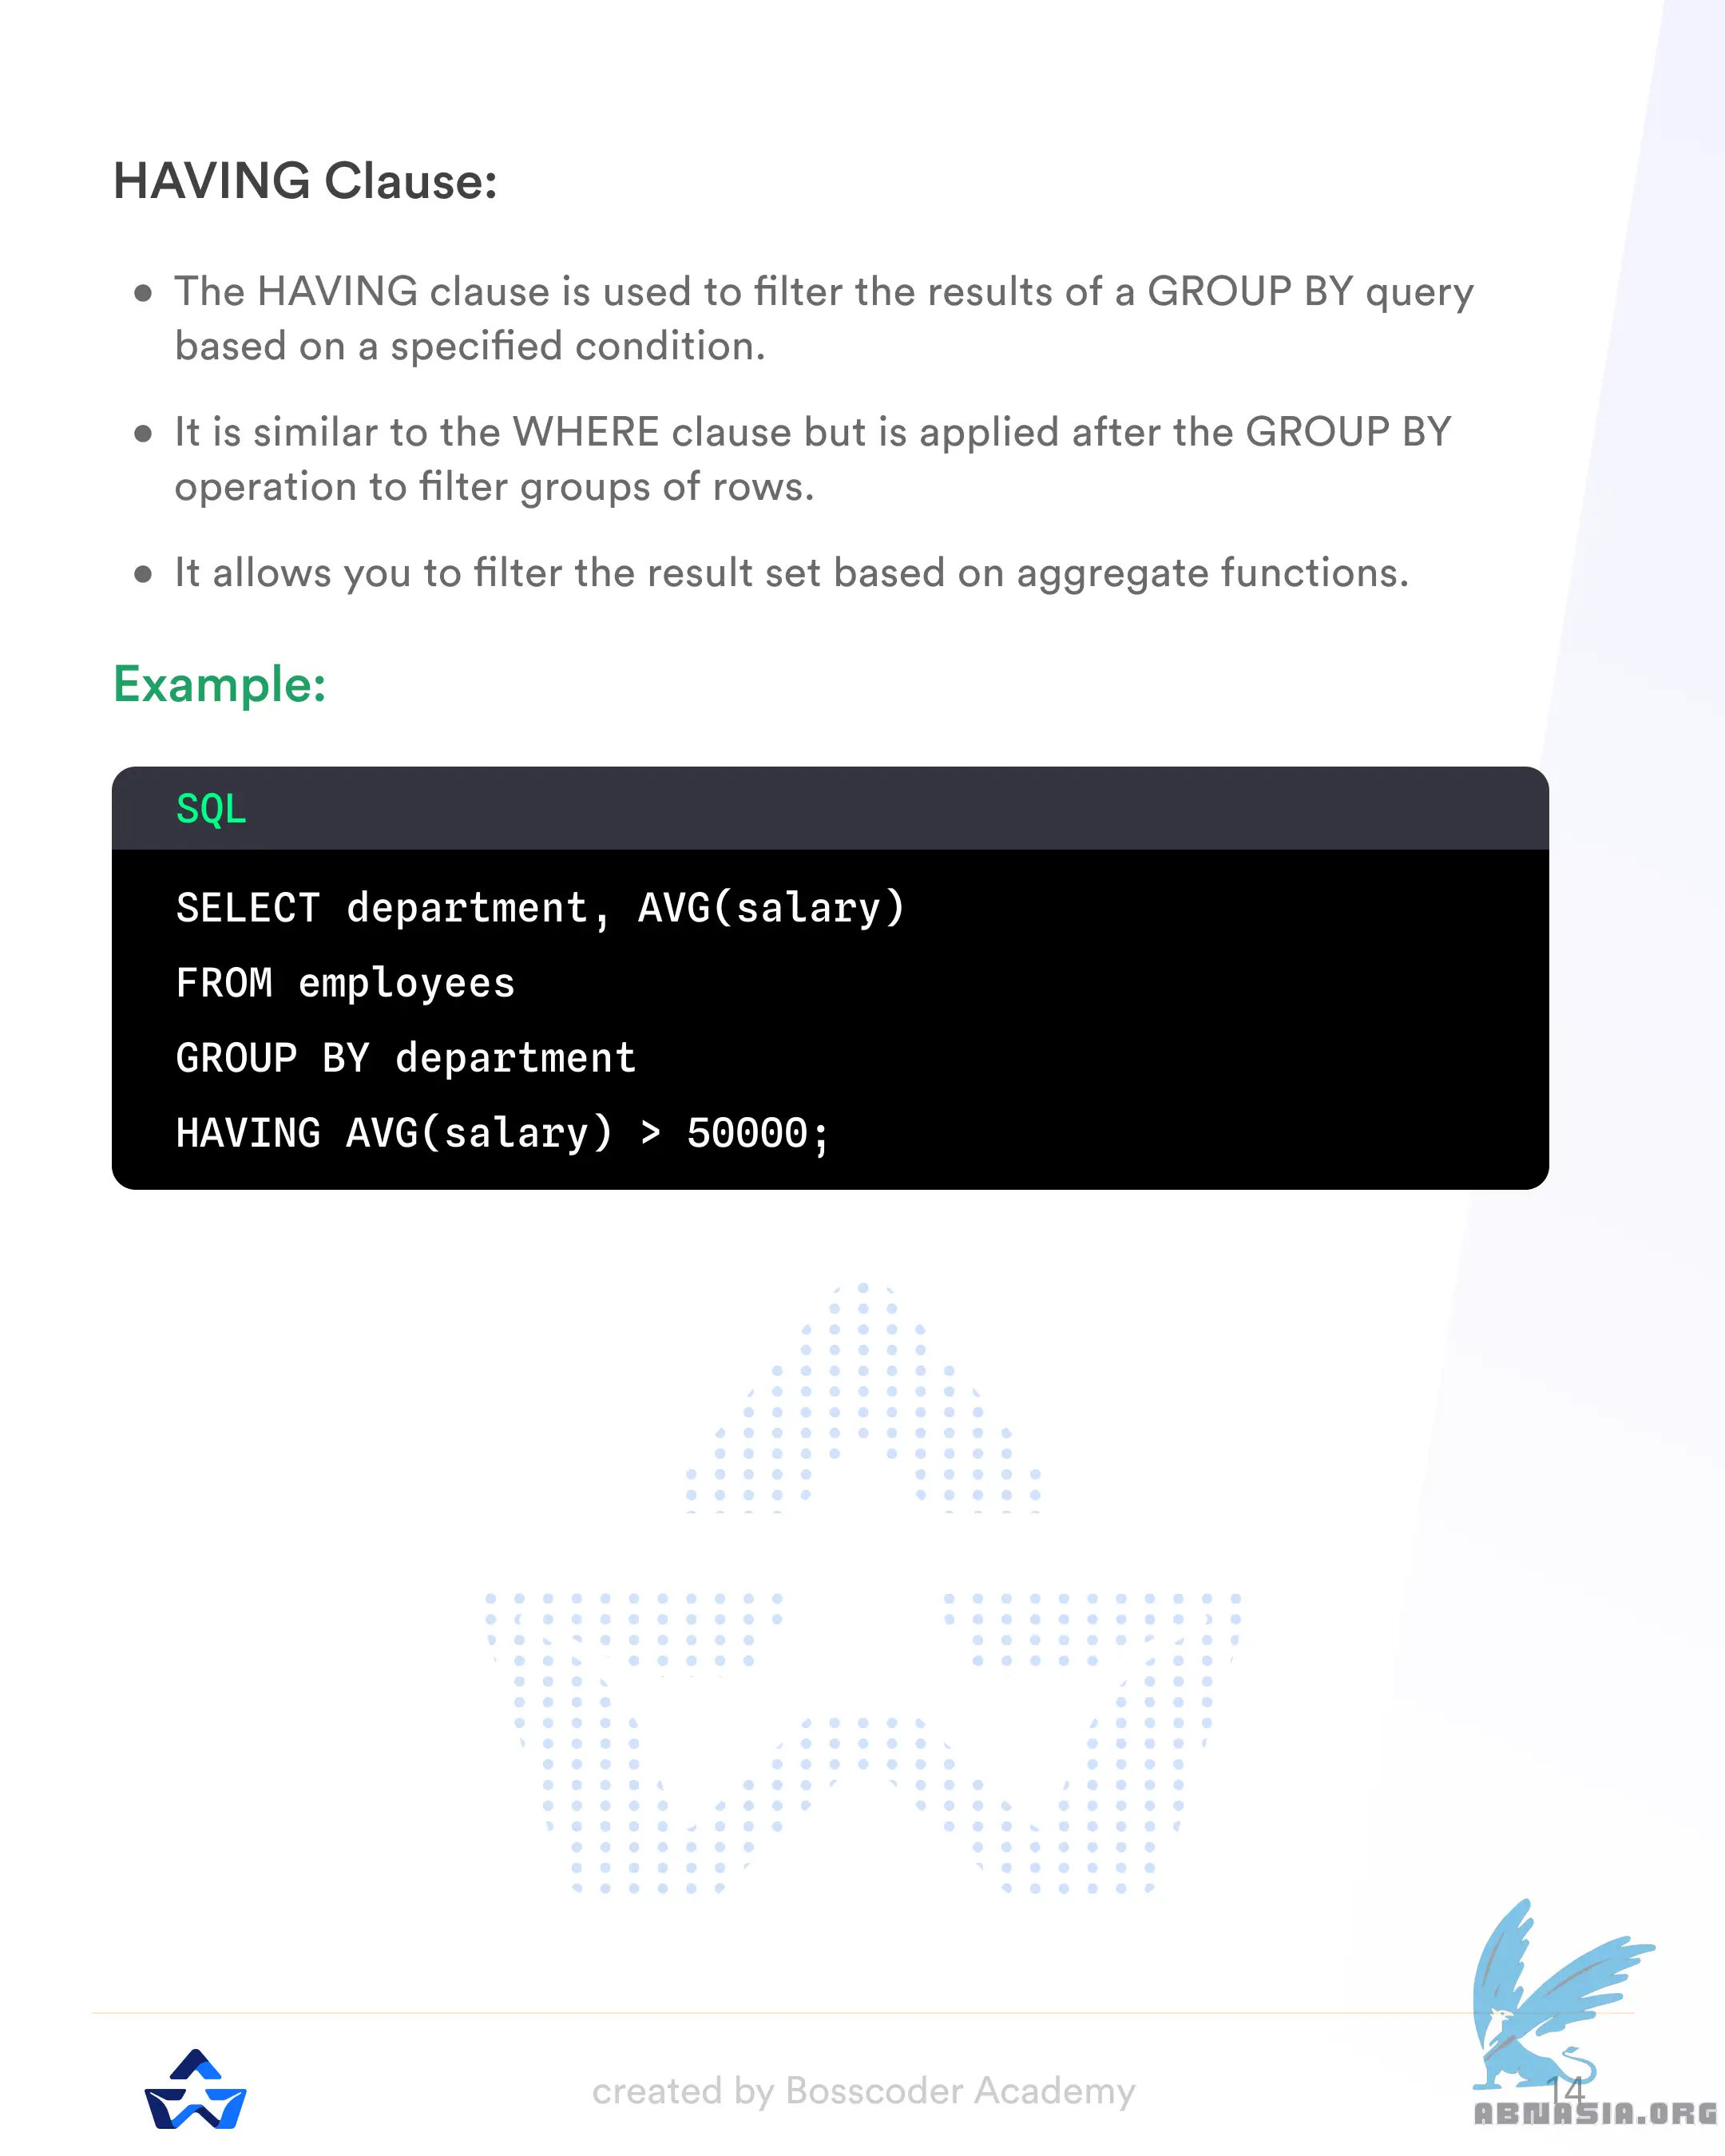 HAVING Clause:
● The HAVING clause is used to filter the results of a GROUP BY query
based on a specified condition.
● It is similar to the WHERE clause but is applied after the GROUP BY
operation to filter groups of rows.
● It allows you to filter the result set based on aggregate functions.
Example:
SQL
SELECT department, AVG(salary)
FROM employees
GROUP BY department
HAVING AVG(salary) > 50000;
created by Bosscoder Academy
14
ABNASIA.ORG